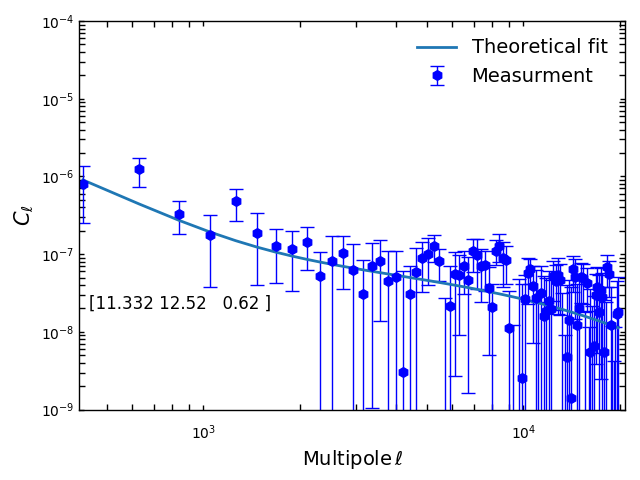 10⁻⁴
Theoretical fit
Measurment
10⁻⁵
10⁻⁶
C_ℓ
10⁻⁷
[11.332 12.52   0.62 ]
10⁻⁸
10⁻⁹
10³ 10⁴
Multipole ℓ